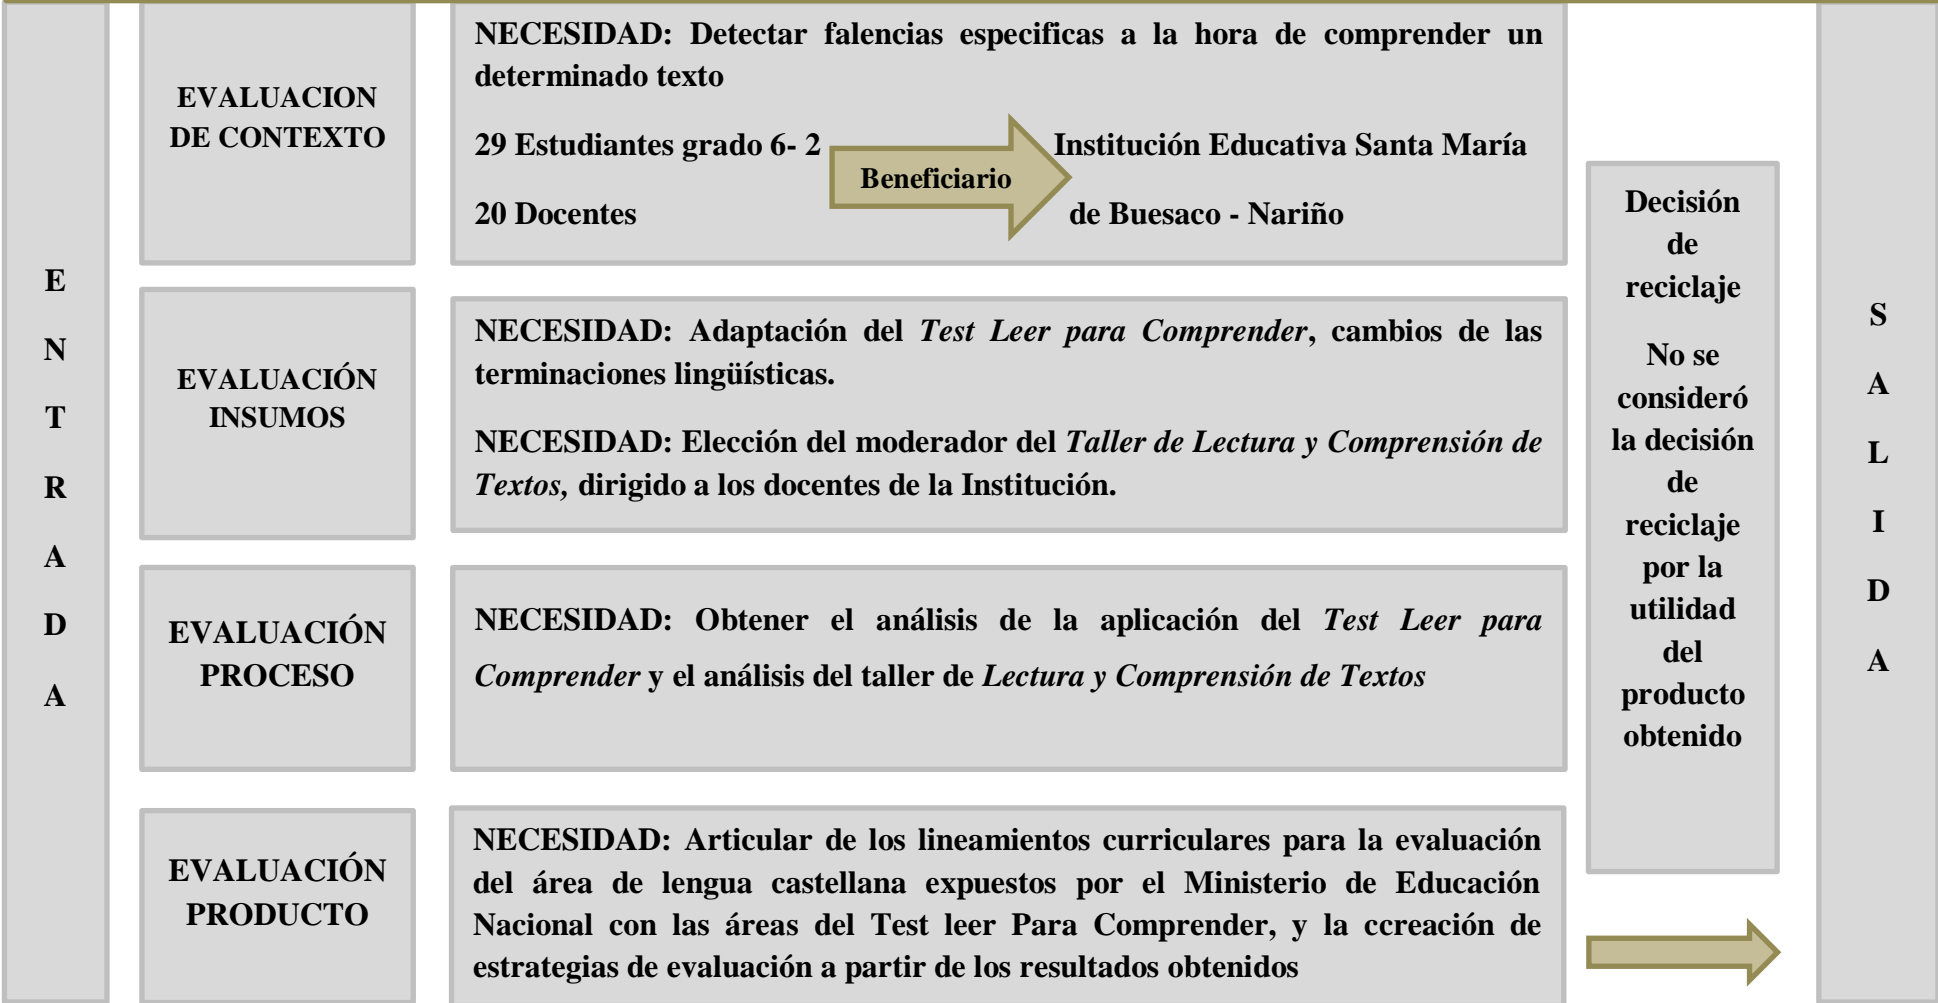 E
N
T
R
A
D
A
EVALUACION
DE CONTEXTO
NECESIDAD: Detectar falencias especificas a la hora de comprender un
determinado texto
29 Estudiantes grado 6- 2
Beneficiario
Institución Educativa Santa María
20 Docentes
de Buesaco - Nariño
EVALUACIÓN
INSUMOS
NECESIDAD: Adaptación del Test Leer para Comprender, cambios de las
terminaciones lingüísticas.
NECESIDAD: Elección del moderador del Taller de Lectura y Comprensión de
Textos, dirigido a los docentes de la Institución.
EVALUACIÓN
PROCESO
NECESIDAD: Obtener el análisis de la aplicación del Test Leer para
Comprender y el análisis del taller de Lectura y Comprensión de Textos
EVALUACIÓN
PRODUCTO
NECESIDAD: Articular de los lineamientos curriculares para la evaluación
del área de lengua castellana expuestos por el Ministerio de Educación
Nacional con las áreas del Test leer Para Comprender, y la ccreación de
estrategias de evaluación a partir de los resultados obtenidos
Decisión
de
reciclaje
No se
consideró
la decisión
de
reciclaje
por la
utilidad
del
producto
obtenido
S
A
L
I
D
A